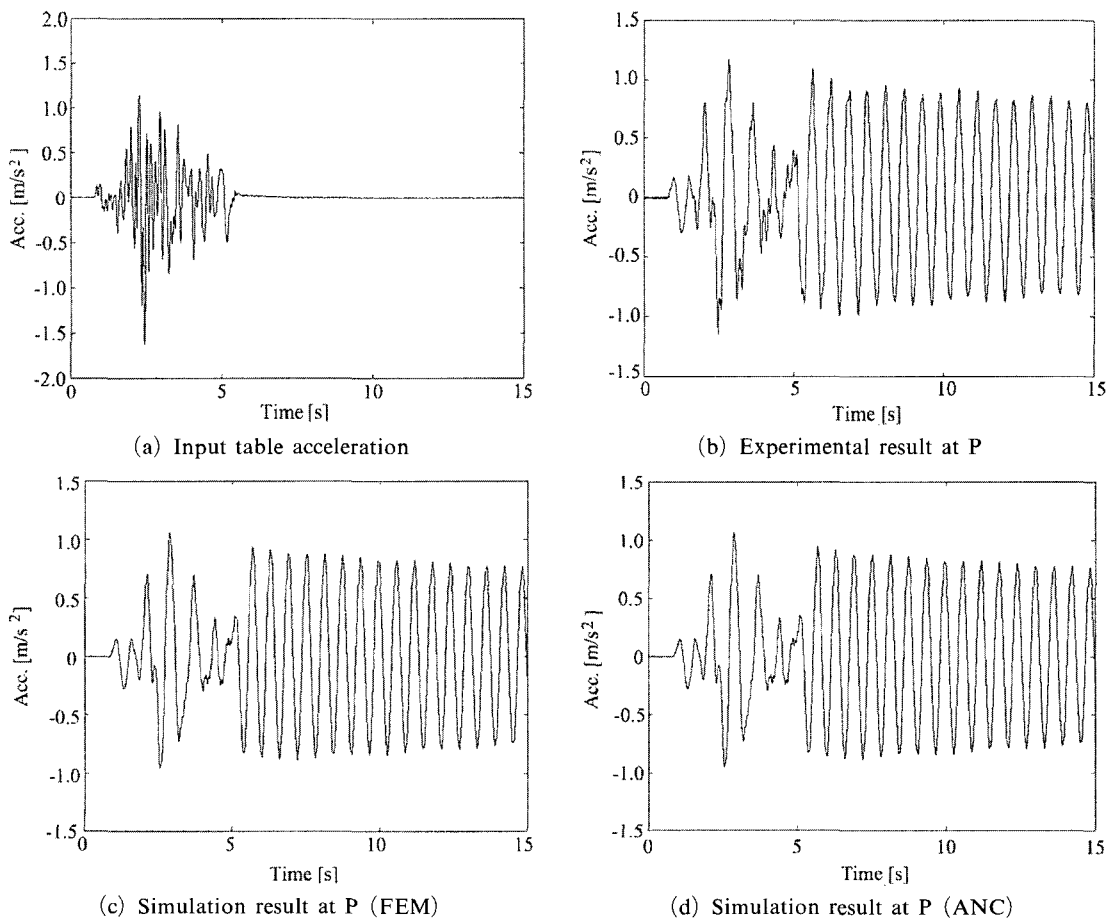 2.0
1.5
1.0
0.5
0
-0.5
-1.0
-1.5
-2.0
Acc. [m/s²]
0 5 10 15
Time [s]
(a) Input table acceleration
1.5
1.0
0.5
0
-0.5
-1.0
-1.5
Acc. [m/s²]
0 5 10 15
Time [s]
(b) Experimental result at P
1.5
1.0
0.5
0
-0.5
-1.0
-1.5
Acc. [m/s²]
0 5 10 15
Time [s]
(c) Simulation result at P (FEM)
1.5
1.0
0.5
0
-0.5
-1.0
-1.5
Acc. [m/s²]
0 5 10 15
Time [s]
(d) Simulation result at P (ANC)